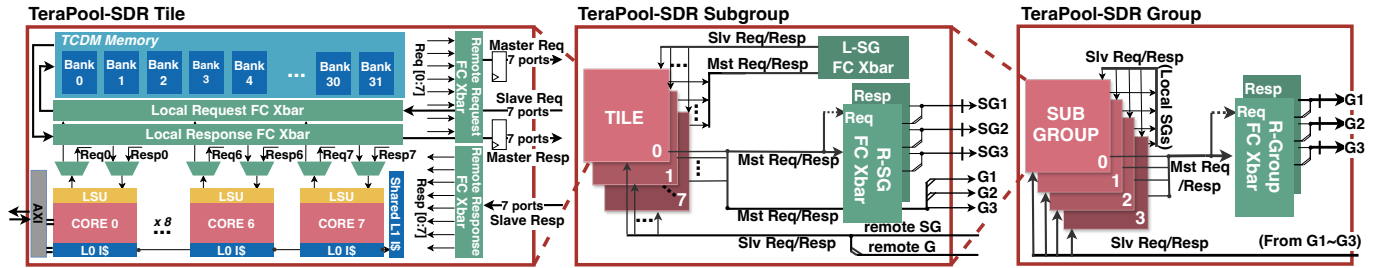 TeraPool-SDR Tile
TCDM Memory
Bank 0
Bank 1
Bank 2
Bank 3
Bank 4
...
Bank 30
Bank 31
Req [0:7]
Remote Request FC Xbar
Master Req
7 ports
Local Request FC Xbar
Slave Req
7 ports
Local Response FC Xbar
7 ports
Master Resp
Req0
Resp0
Req6
Resp6
Req7
Resp7
AXI
LSU
CORE 0
L0 I$
x 8
...
LSU
CORE 6
L0 I$
LSU
CORE 7
L0 I$
Shared L1 I$
Resp [0:7]
Remote Response FC Xbar
7 ports
Slave Resp
TeraPool-SDR Subgroup
Slv Req/Resp
L-SG
FC Xbar
Mst Req/Resp
...
TILE
0
1
7
Resp
Req
R-SG
FC Xbar
SG1
SG2
SG3
Mst Req/Resp
G1
G2
G3
Mst Req/Resp
...
remote SG
Slv Req/Resp
remote G
TeraPool-SDR Group
Slv Req/Resp
(Local SGs)
SUB
GROUP
0
1
2
3
Resp
Req
R-Group
FC Xbar
G1
G2
G3
Mst Req
/Resp
Slv Req/Resp
(From G1~G3)